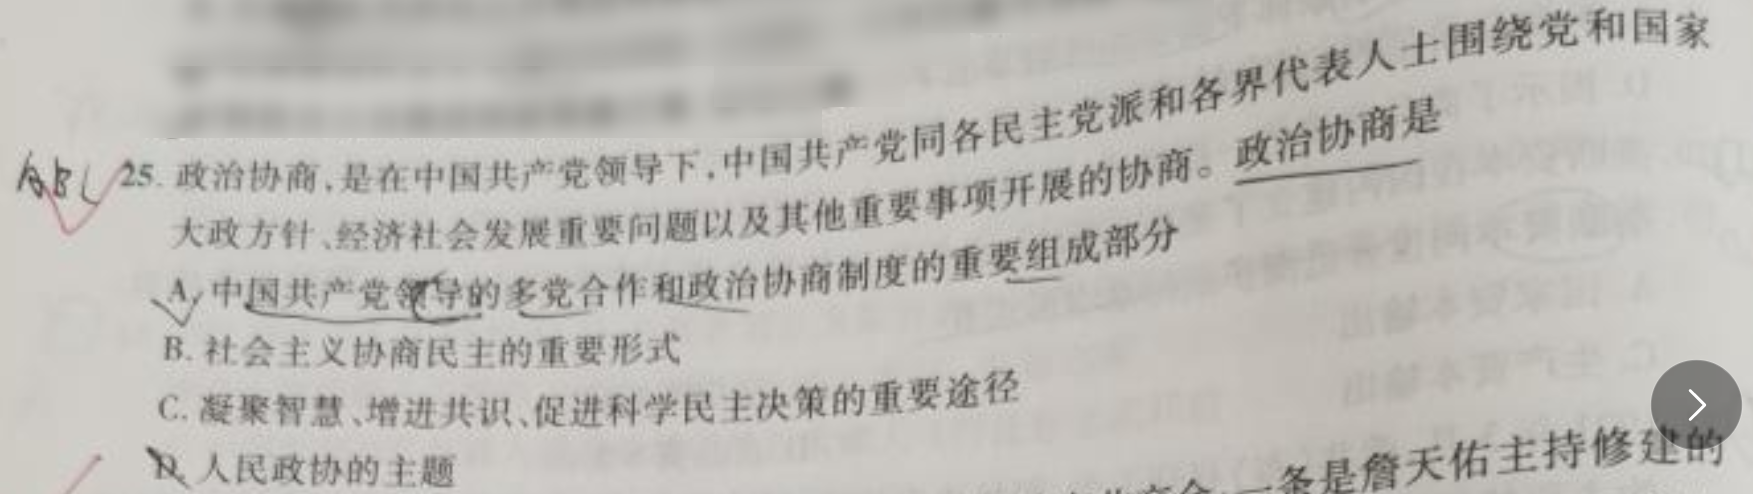 ABC 25. 政治协商,是在中国共产党领导下,中国共产党同各民主党派和各界代表人士围绕党和国家
大政方针、经济社会发展重要问题以及其他重要事项开展的协商。政治协商是
A. 中国共产党领导的多党合作和政治协商制度的重要组成部分
B. 社会主义协商民主的重要形式
C. 凝聚智慧、增进共识、促进科学民主决策的重要途径
D. 人民政协的主题
一条是詹天佑主持修建的